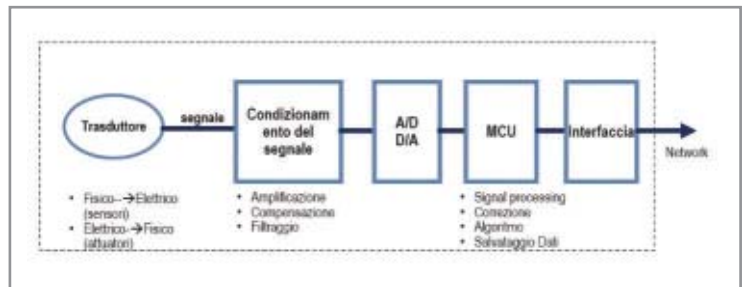 Trasduttore
segnale
Condizionam
ento del
segnale
A/D
D/A
MCU
Interfaccia
Network
• Fisico--→Elettrico
(sensori)
• Elettrico-→Fisico
(attuatori)
• Amplificazione
• Compensazione
• Filtraggio
• Signal processing
• Correzione
• Algoritmo
• Salvataggio Dati